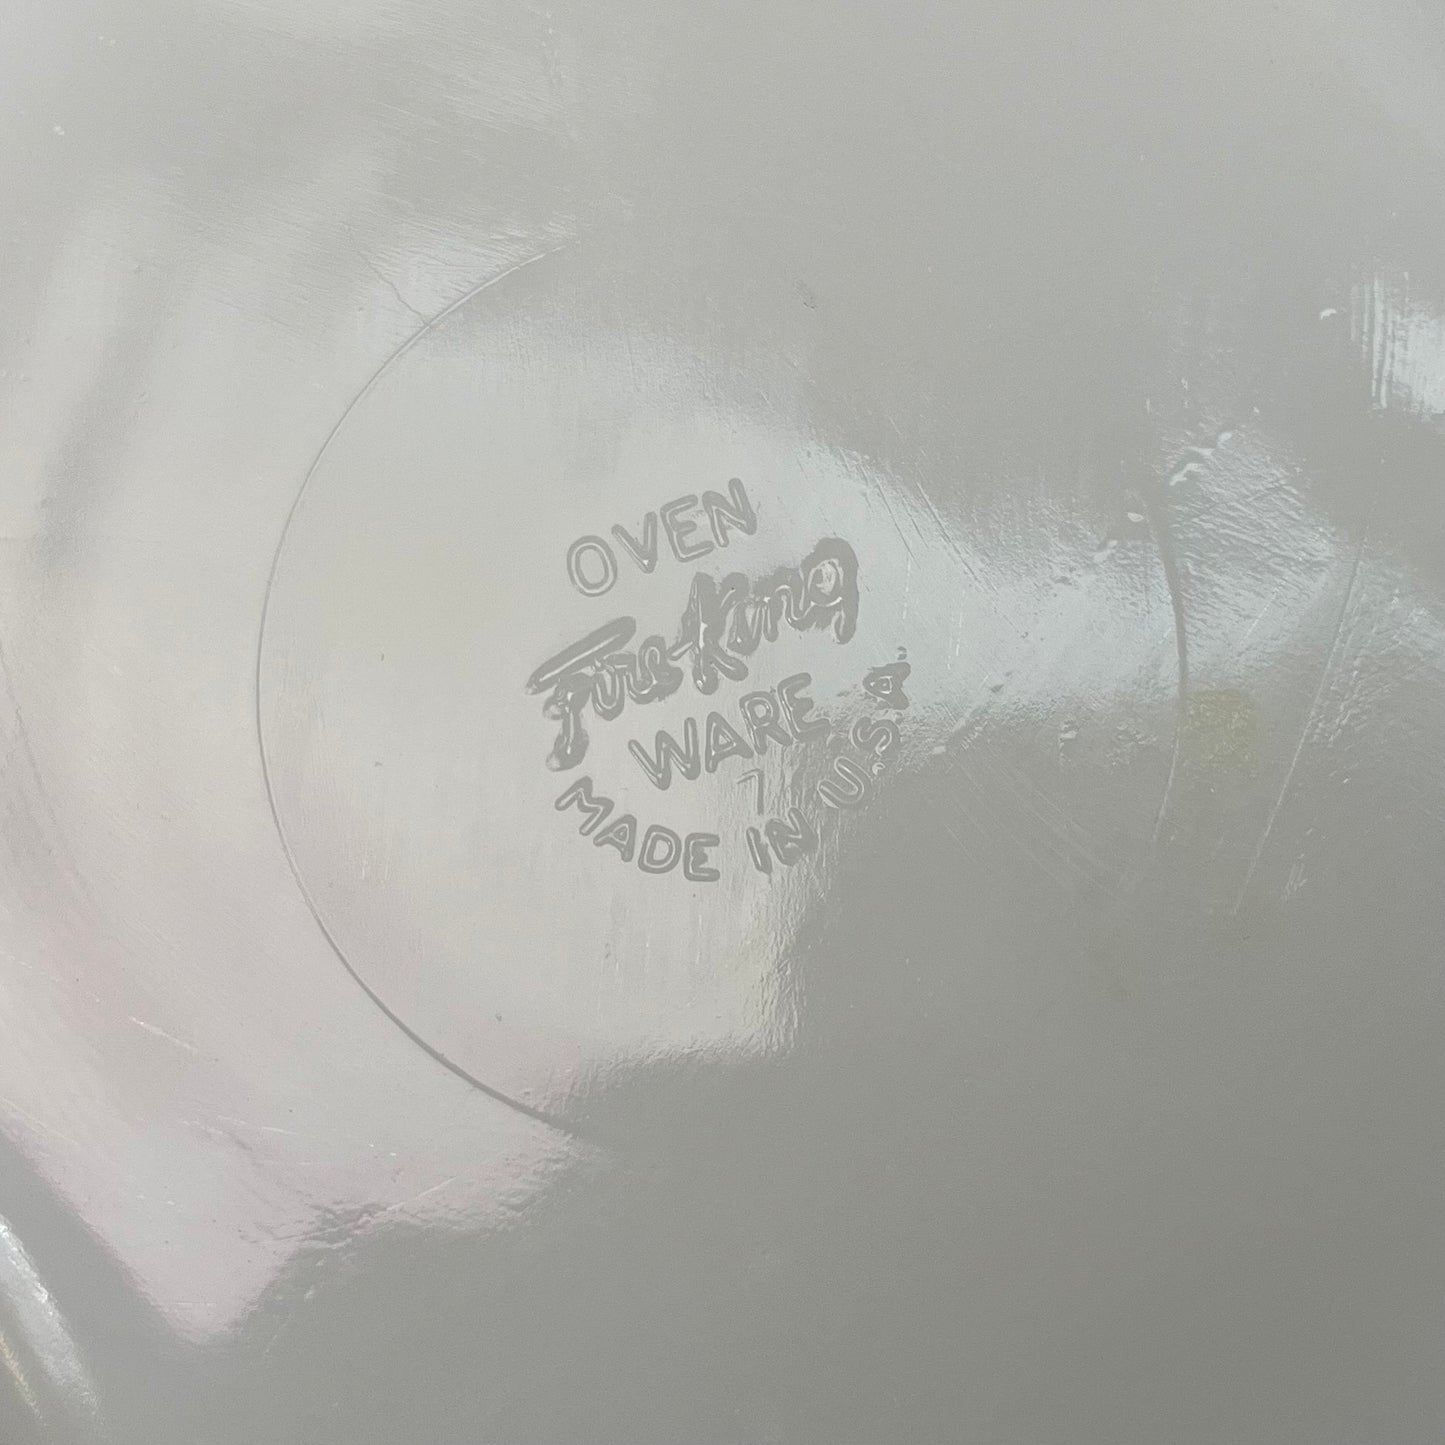 OVEN
Fire-King
WARE
7
MADE IN U.S.A.